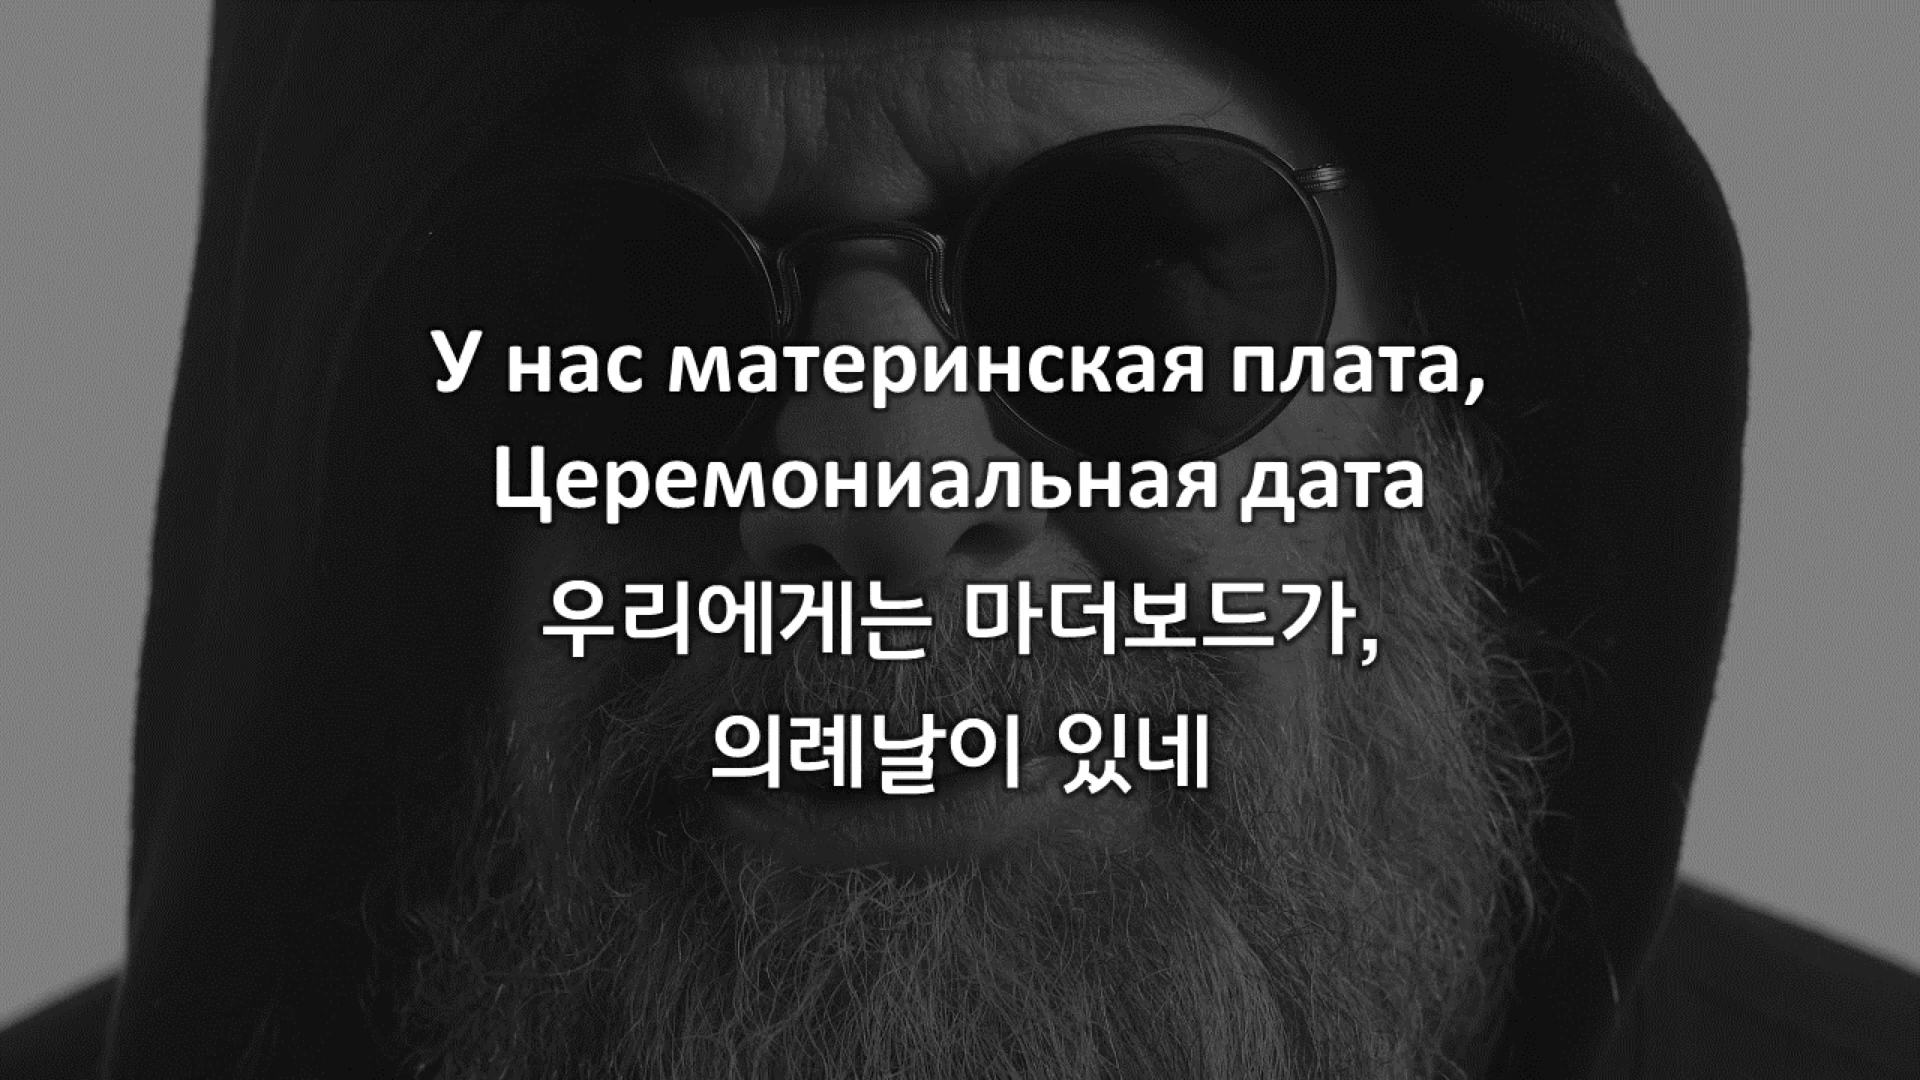 У нас материнская плата,
Церемониальная дата
우리에게는 마더보드가,
의례날이 있네